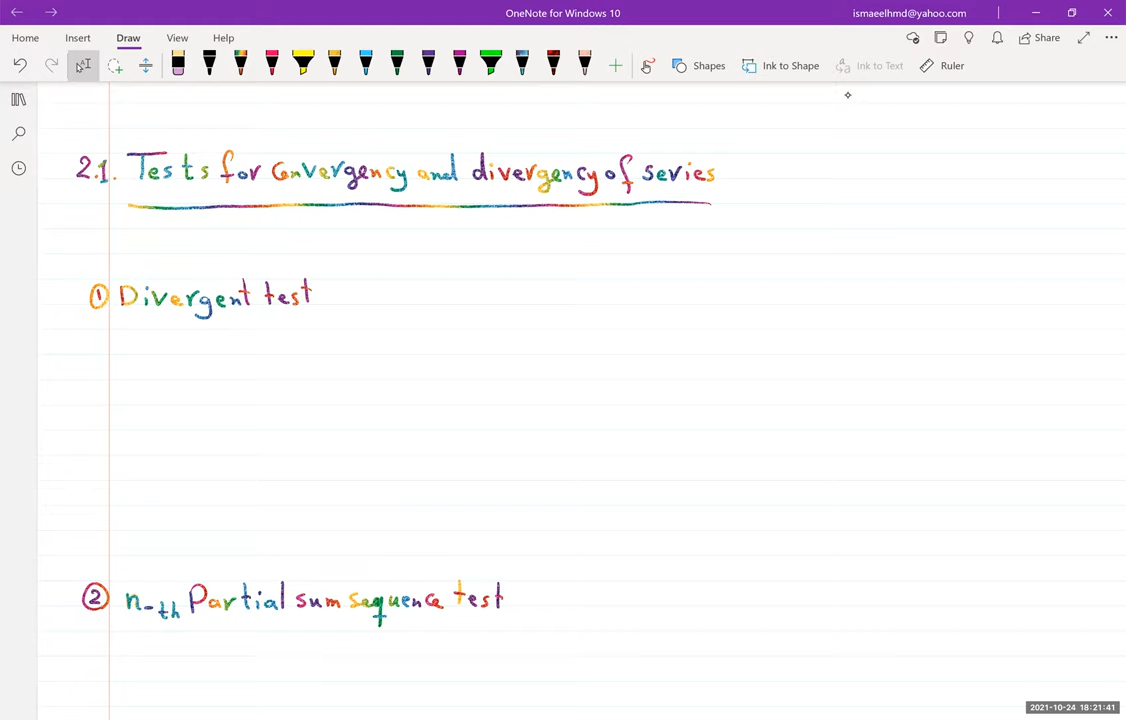 OneNote for Windows 10
ismaeelhmd@yahoo.com
Home Insert Draw View Help
Share
Shapes Ink to Shape Ink to Text Ruler
2.1. Tests for Convergency and divergency of series
① Divergent test
② n-th Partial sum sequence test
2021-10-24 18:21:41